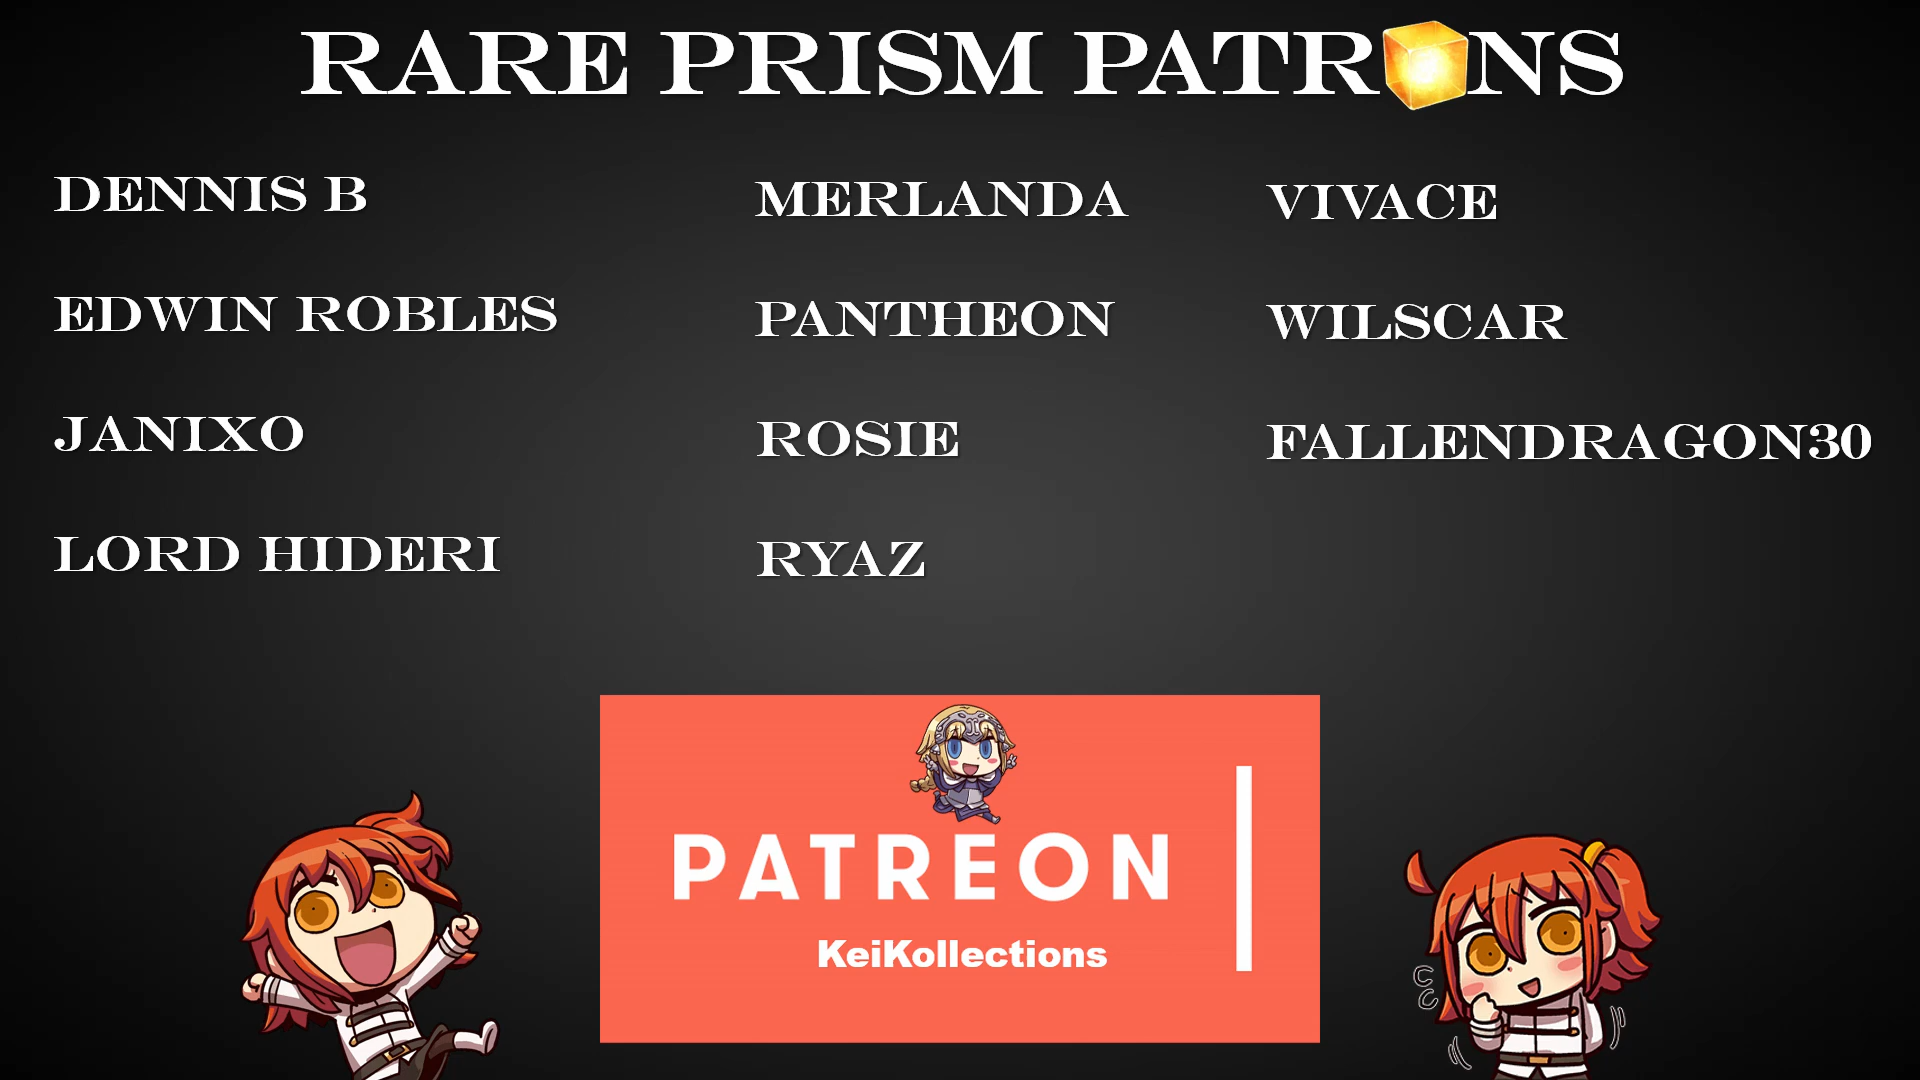 RARE PRISM PATRONS
DENNIS B
EDWIN ROBLES
JANIXO
LORD HIDERI
MERLANDA
PANTHEON
ROSIE
RYAZ
VIVACE
WILSCAR
FALLENDRAGON30
PATREON
KeiKollections